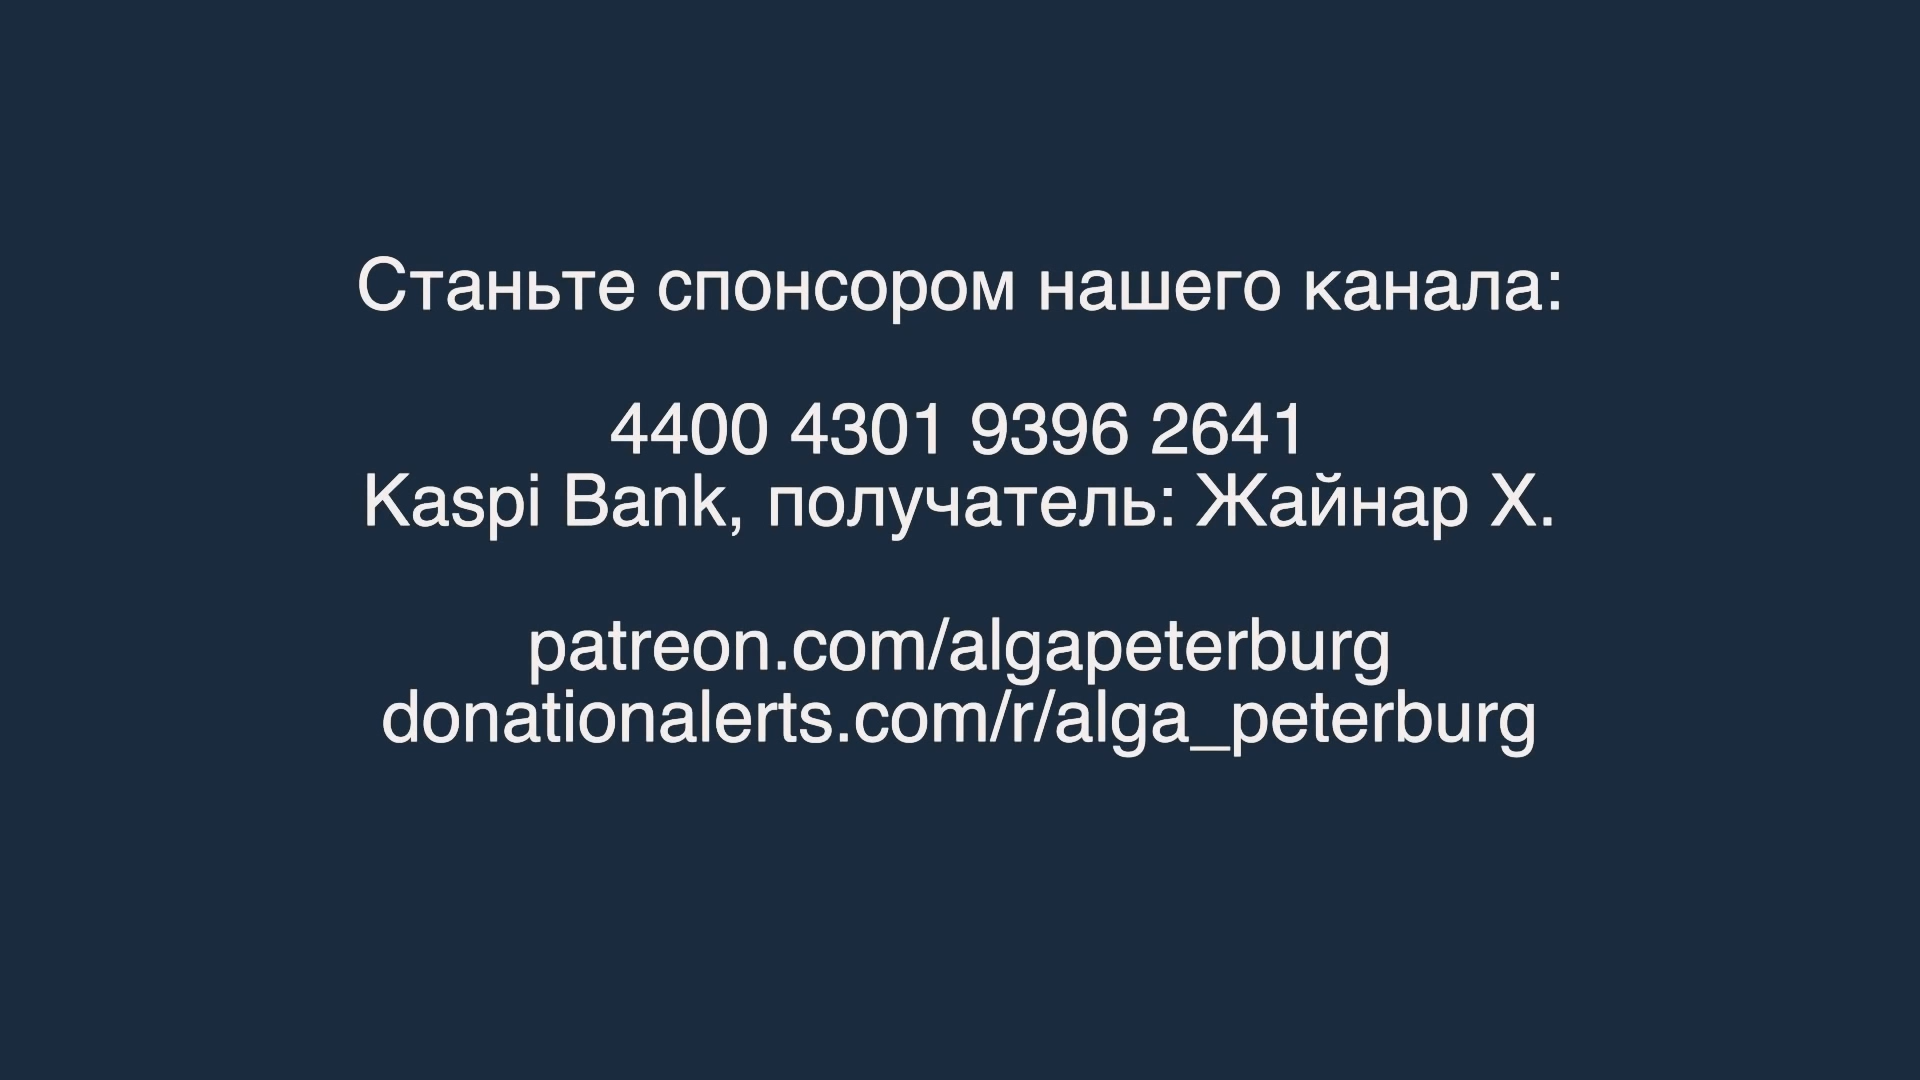 Станьте спонсором нашего канала:
4400 4301 9396 2641
Kaspi Bank, получатель: Жайнар Х.
patreon.com/algapeterburg
donationalerts.com/r/alga_peterburg